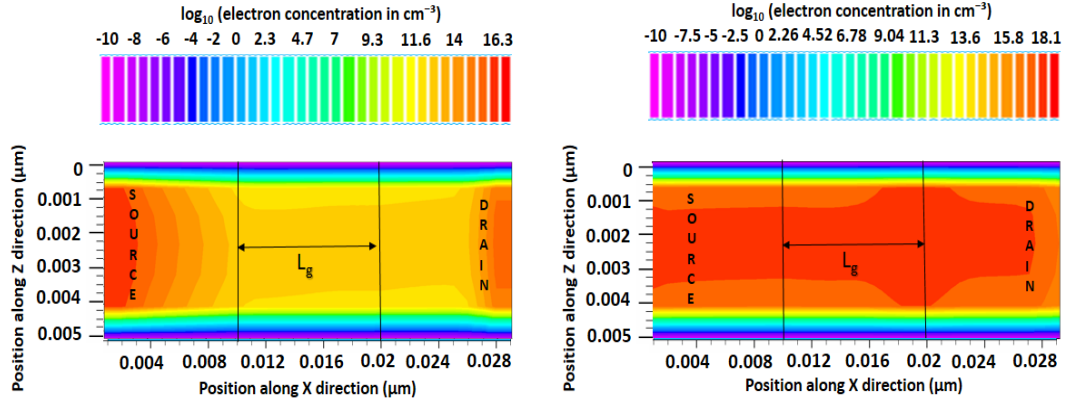 log₁₀ (electron concentration in cm⁻³)
-10 -8 -6 -4 -2 0 2.3 4.7 7 9.3 11.6 14 16.3
Position along Z direction (µm)
0
0.001
0.002
0.003
0.004
0.005
SOURCE
L_g
DRAIN
0.004 0.008 0.012 0.016 0.02 0.024 0.028
Position along X direction (µm)
log₁₀ (electron concentration in cm⁻³)
-10 -7.5 -5 -2.5 0 2.26 4.52 6.78 9.04 11.3 13.6 15.8 18.1
Position along Z direction (µm)
0
0.001
0.002
0.003
0.004
0.005
SOURCE
L_g
DRAIN
0.004 0.008 0.012 0.016 0.02 0.024 0.028
Position along X direction (µm)